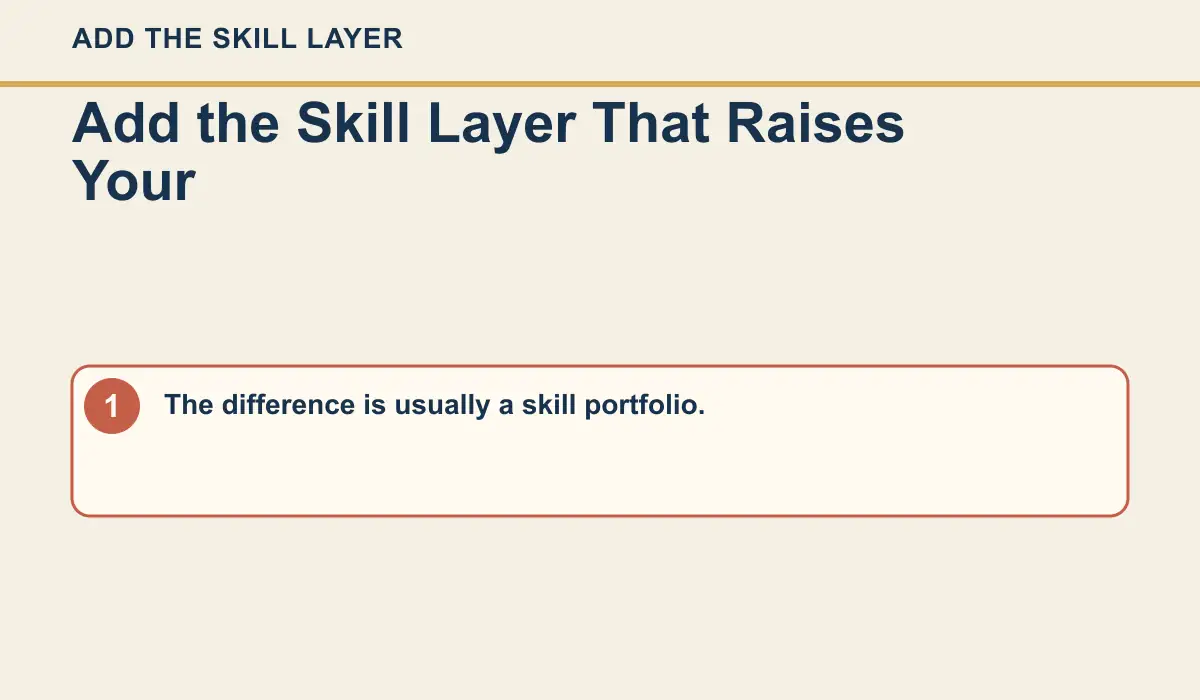 ADD THE SKILL LAYER
Add the Skill Layer That Raises
Your
1 The difference is usually a skill portfolio.